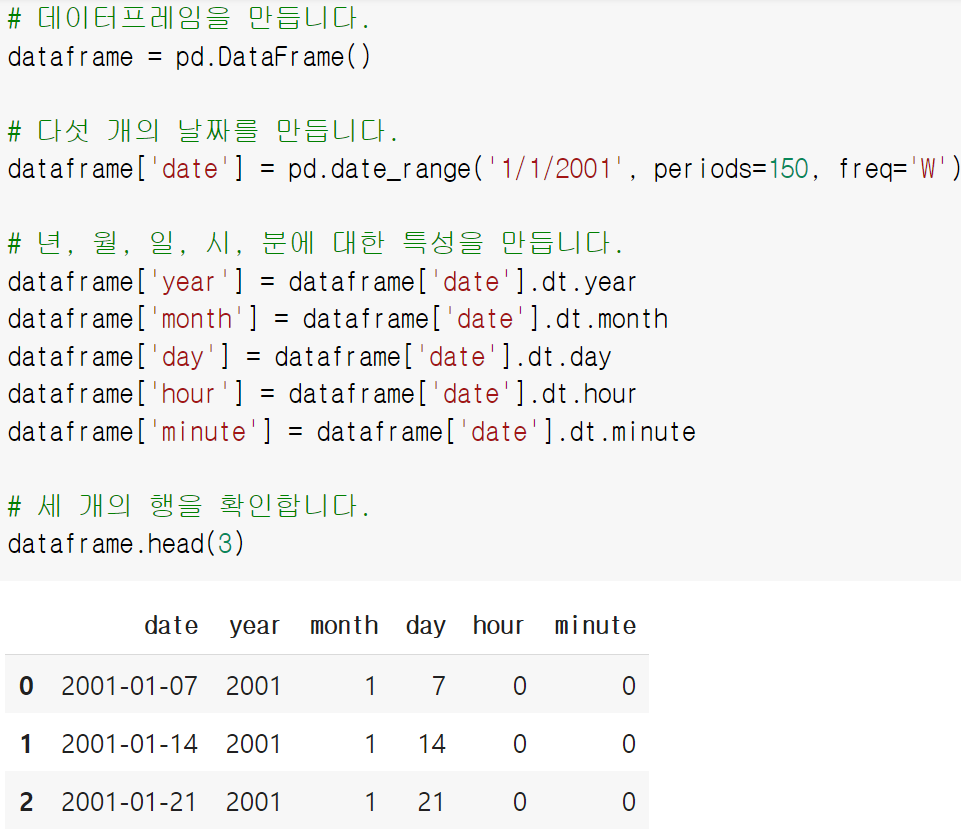 # 데이터프레임을 만듭니다.
dataframe = pd.DataFrame()
# 다섯 개의 날짜를 만듭니다.
dataframe['date'] = pd.date_range('1/1/2001', periods=150, freq='W')
# 년, 월, 일, 시, 분에 대한 특성을 만듭니다.
dataframe['year'] = dataframe['date'].dt.year
dataframe['month'] = dataframe['date'].dt.month
dataframe['day'] = dataframe['date'].dt.day
dataframe['hour'] = dataframe['date'].dt.hour
dataframe['minute'] = dataframe['date'].dt.minute
# 세 개의 행을 확인합니다.
dataframe.head(3)
date year month day hour minute
0 2001-01-07 2001 1 7 0 0
1 2001-01-14 2001 1 14 0 0
2 2001-01-21 2001 1 21 0 0